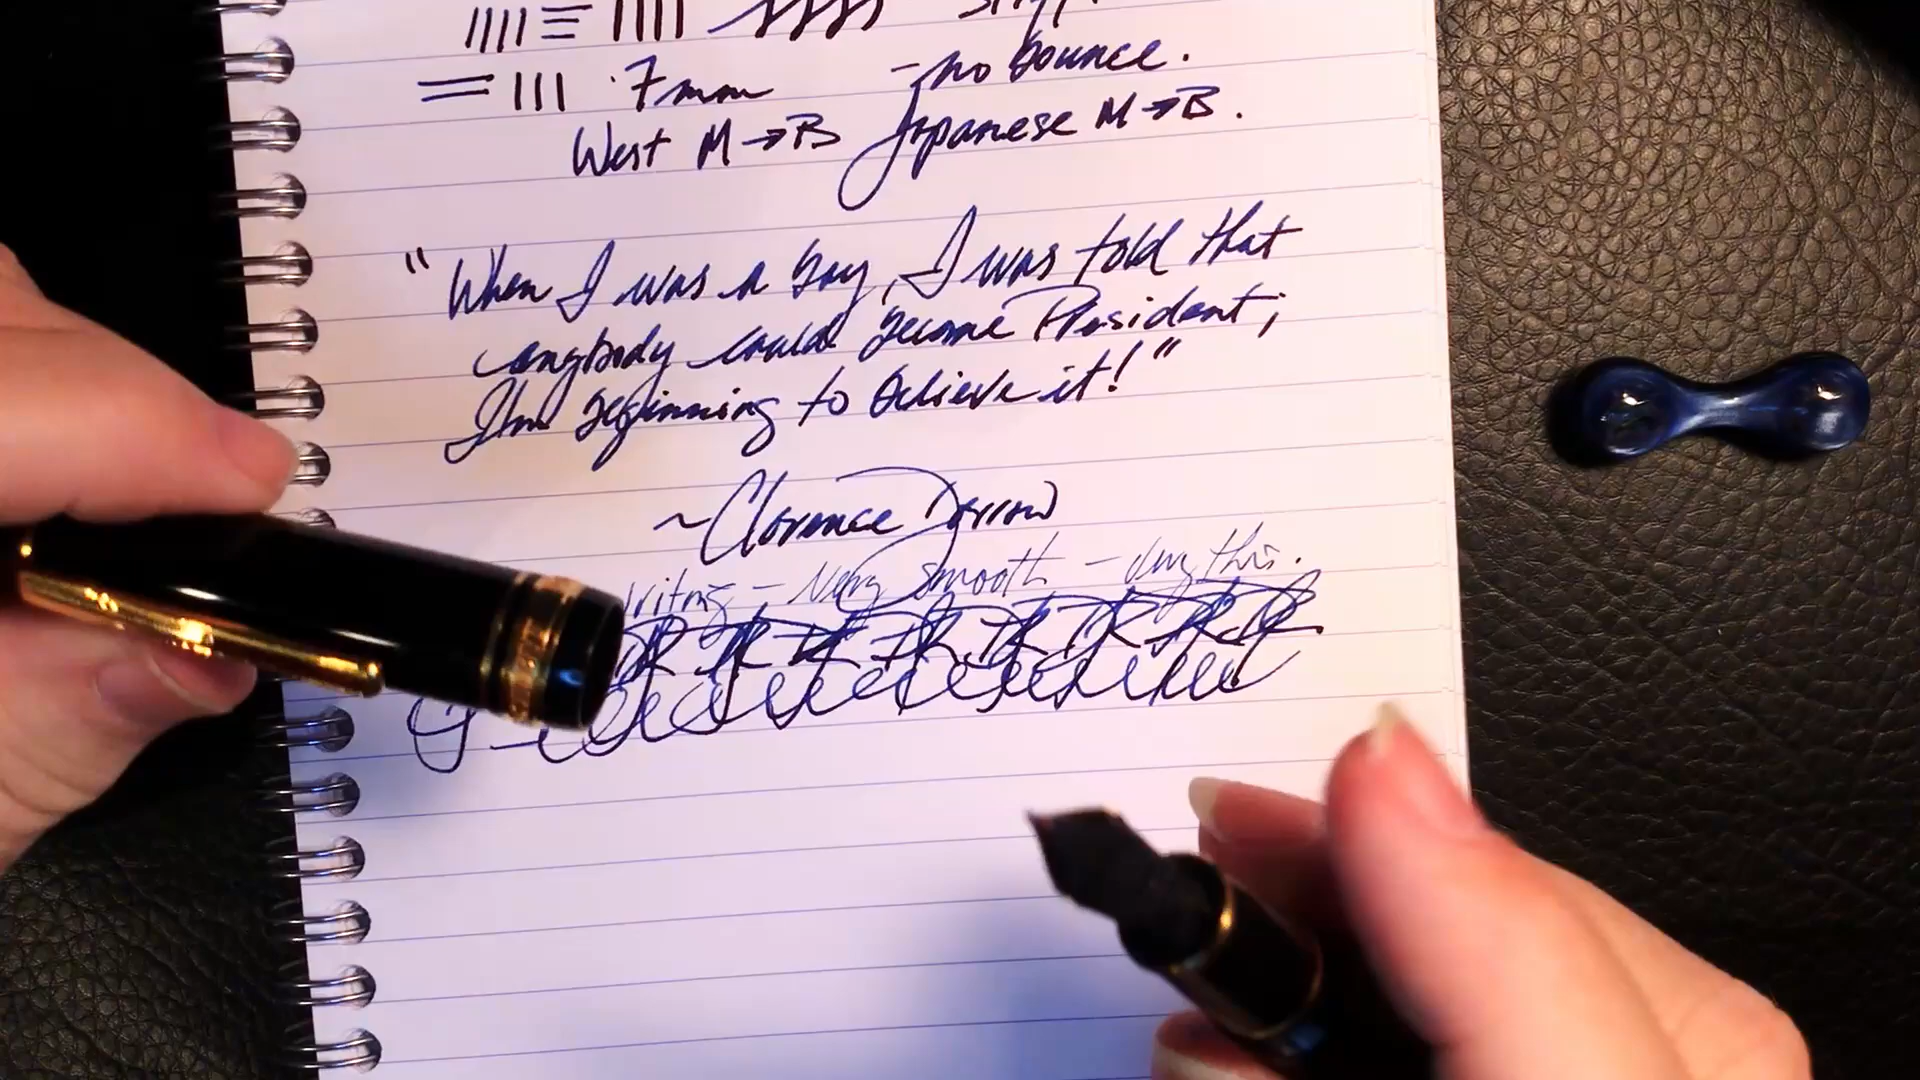 .7mm - no bounce.
West M→B Japanese M→B.
"When I was a boy, I was told that
anybody could become President;
I'm beginning to believe it!"
~Clarence Darrow
writing - very smooth -